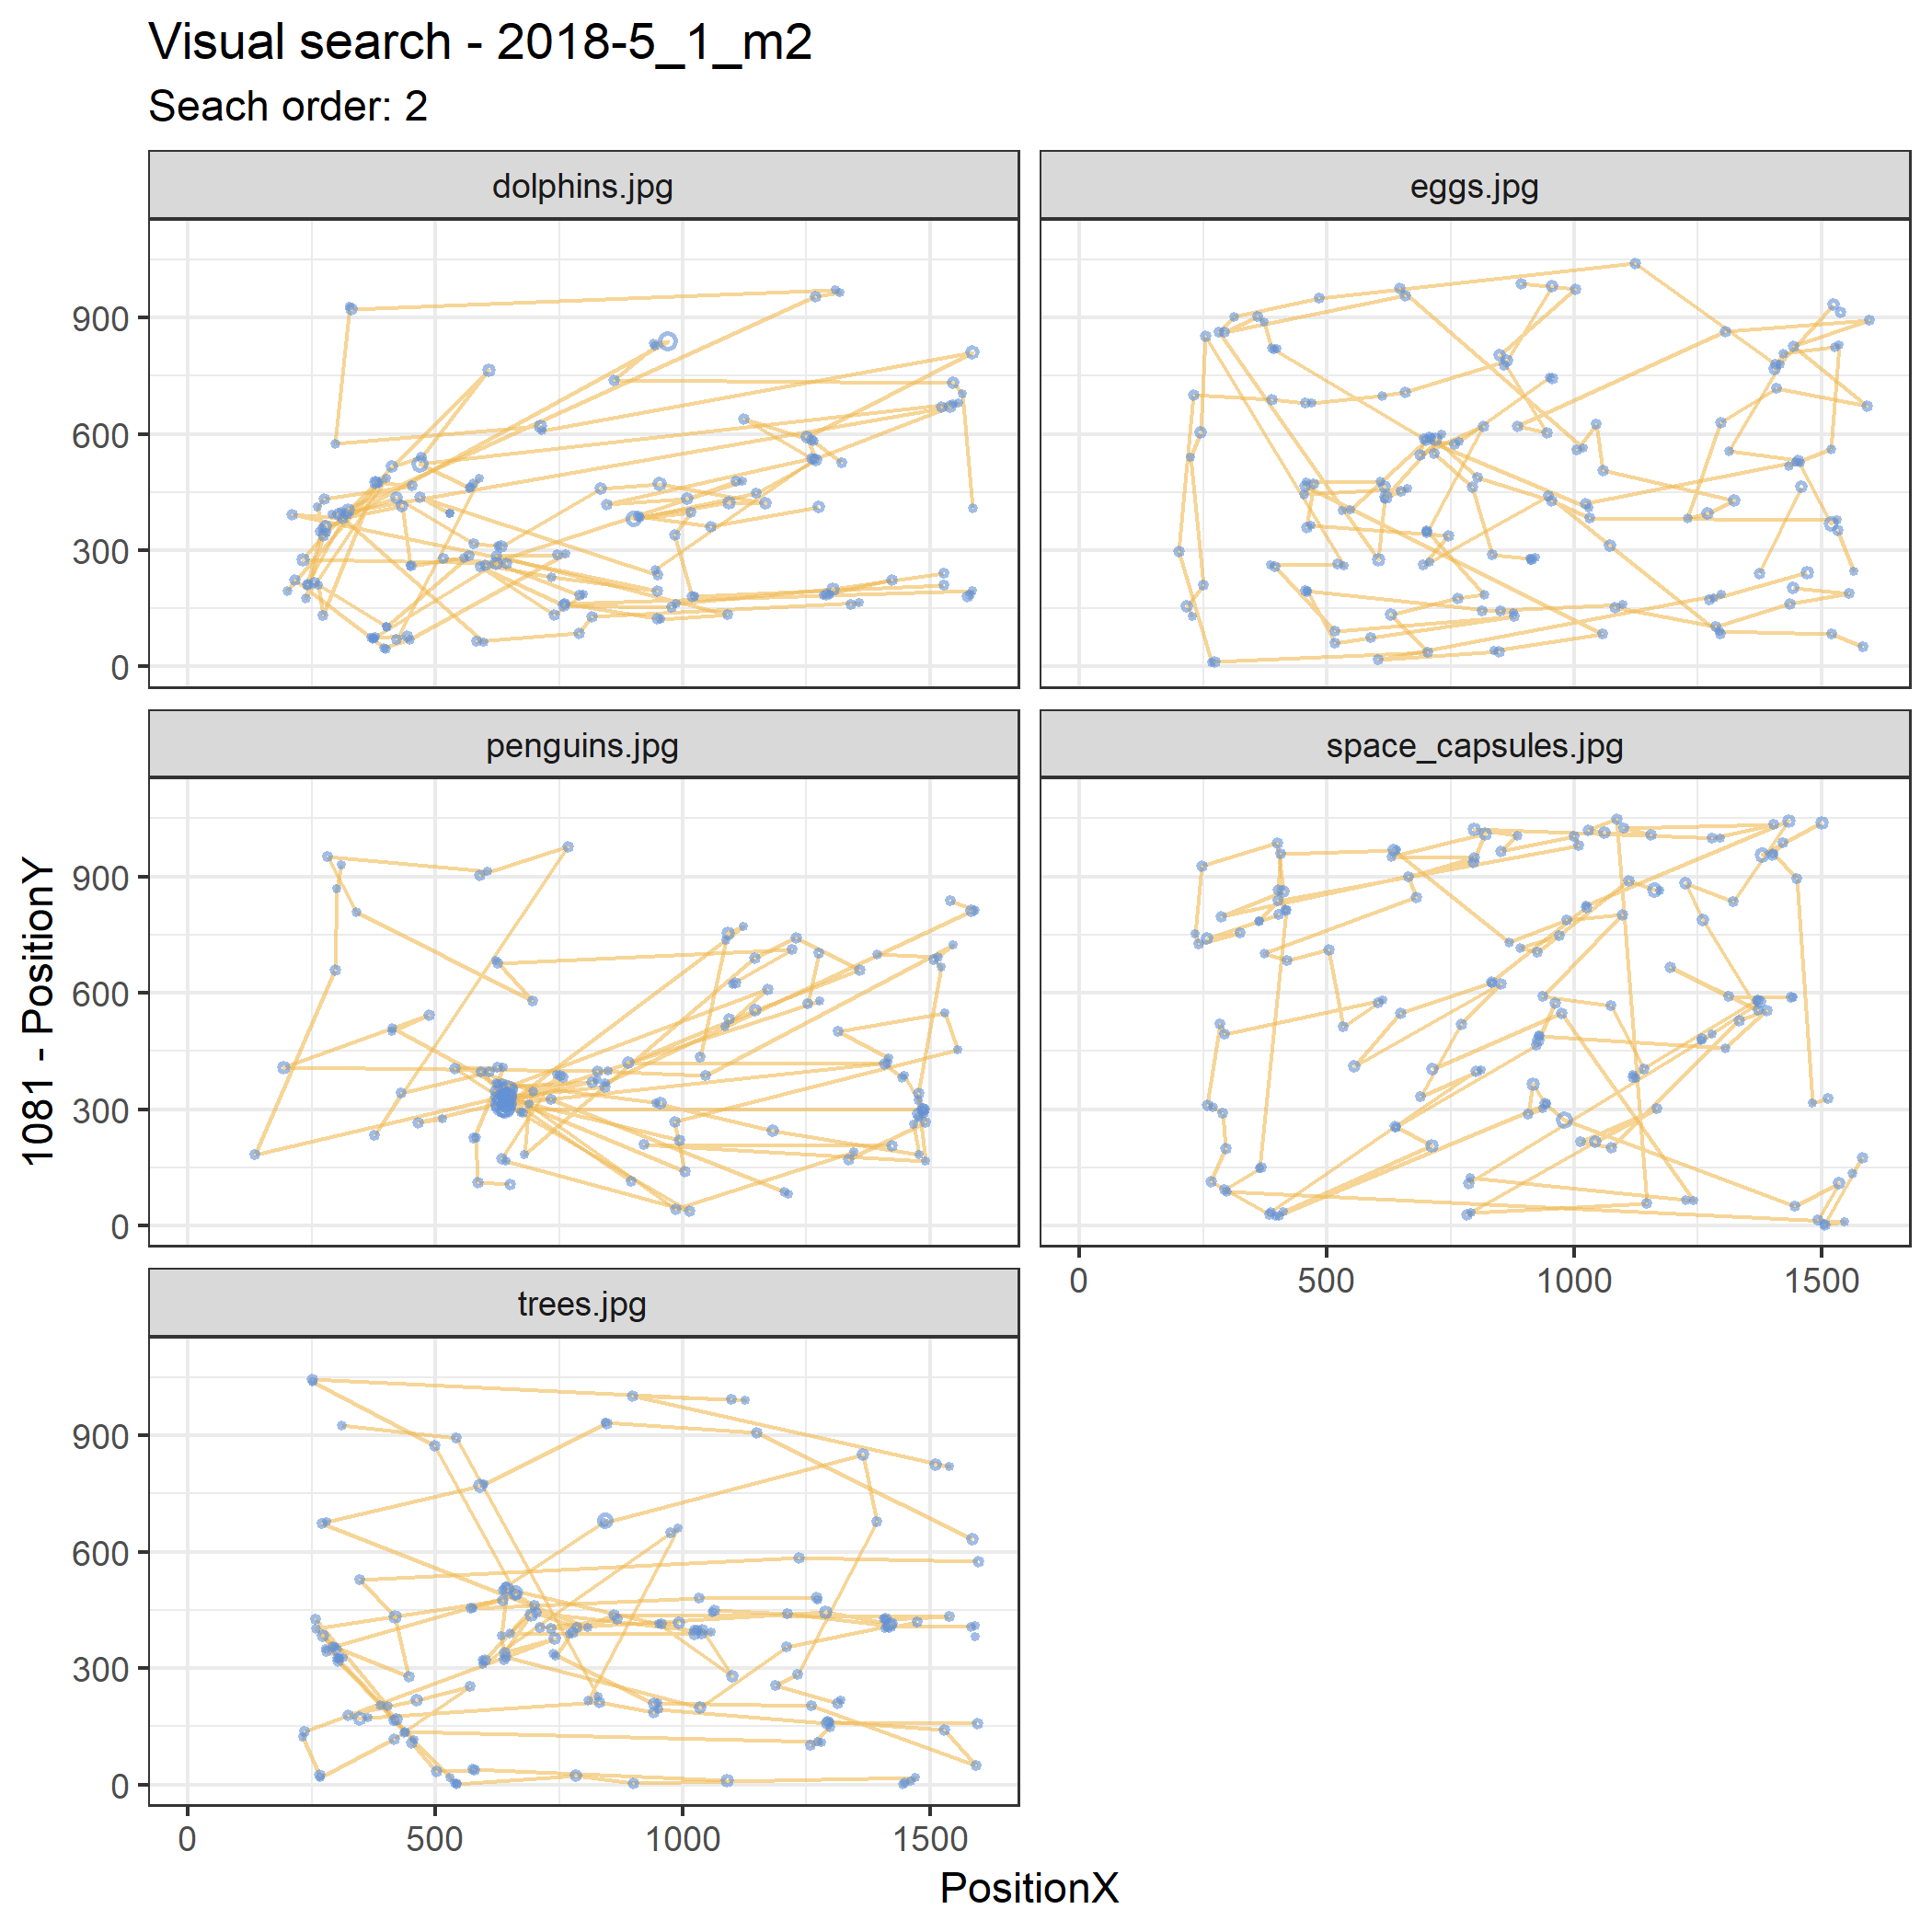 Visual search - 2018-5_1_m2
Seach order: 2
dolphins.jpg
eggs.jpg
900
600
300
0
penguins.jpg
space_capsules.jpg
900
600
300
0
0
500
1000
1500
trees.jpg
900
600
300
0
0
500
1000
1500
PositionX
1081 - PositionY